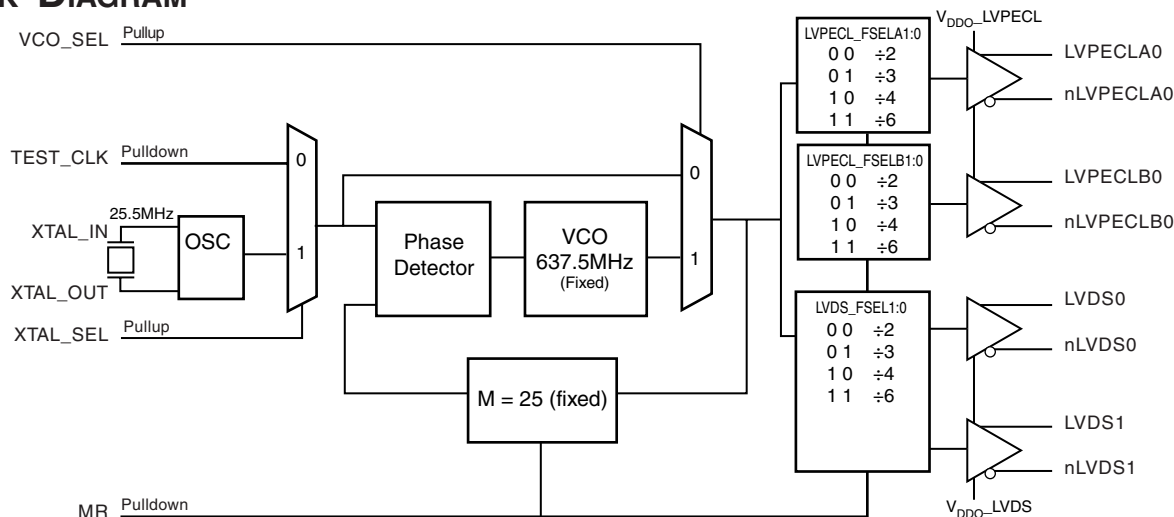 K DIAGRAM
VCO_SEL Pullup
TEST_CLK Pulldown
25.5MHz
XTAL_IN
OSC
XTAL_OUT
XTAL_SEL Pullup
0
1
Phase
Detector
VCO
637.5MHz
(Fixed)
0
1
M = 25 (fixed)
MR Pulldown
LVPECL_FSELA1:0
0 0 ÷2
0 1 ÷3
1 0 ÷4
1 1 ÷6
LVPECL_FSELB1:0
0 0 ÷2
0 1 ÷3
1 0 ÷4
1 1 ÷6
LVDS_FSEL1:0
0 0 ÷2
0 1 ÷3
1 0 ÷4
1 1 ÷6
VDDO_LVPECL
LVPECLA0
nLVPECLA0
LVPECLB0
nLVPECLB0
LVDS0
nLVDS0
LVDS1
nLVDS1
VDDO_LVDS